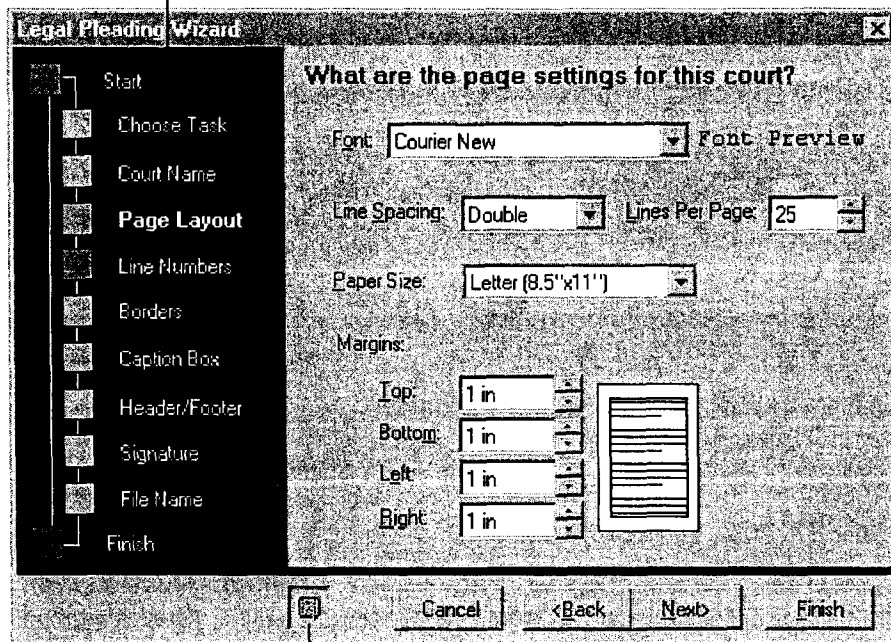 Legal Pleading Wizard
Start
Choose Task
Court Name
Page Layout
Line Numbers
Borders
Caption Box
Header/Footer
Signature
File Name
Finish
What are the page settings for this court?
Font: Courier New Font Preview
Line Spacing: Double Lines Per Page: 25
Paper Size: Letter (8.5"x11")
Margins:
Top: 1 in
Bottom: 1 in
Left: 1 in
Right: 1 in
Cancel <Back Next> Finish